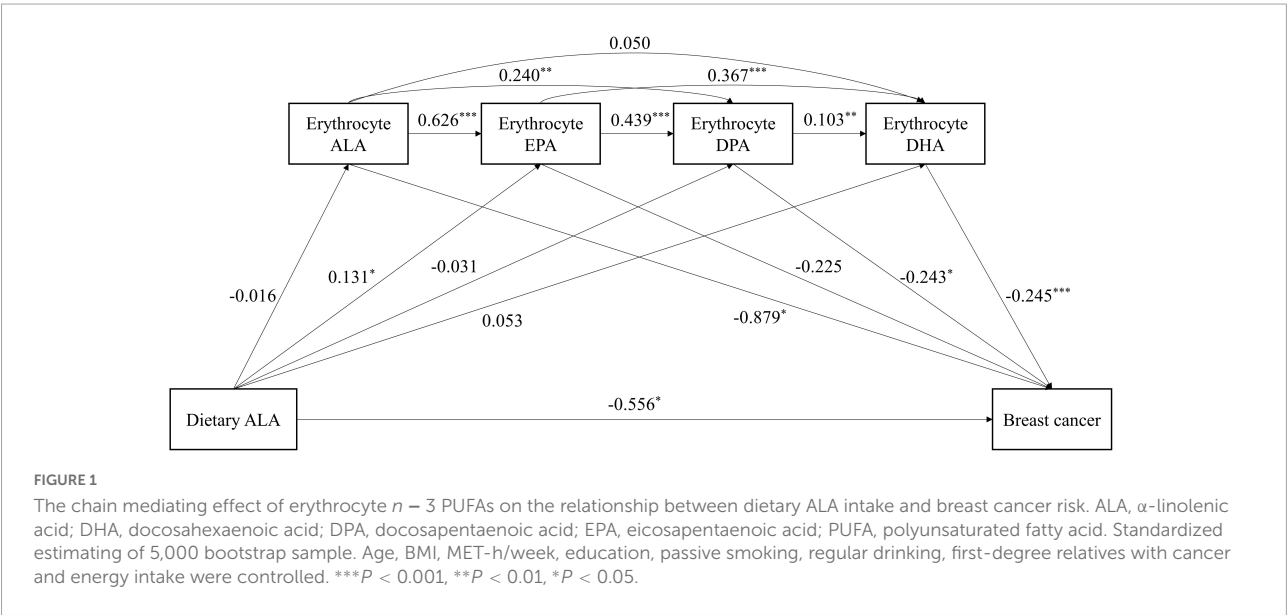 0.050
0.240**
0.367***
Erythrocyte
ALA
0.626***
Erythrocyte
EPA
0.439***
Erythrocyte
DPA
0.103**
Erythrocyte
DHA
-0.016
0.131*
-0.031
0.053
-0.225
-0.879*
-0.243*
-0.245***
Dietary ALA
-0.556*
Breast cancer
FIGURE 1
The chain mediating effect of erythrocyte n − 3 PUFAs on the relationship between dietary ALA intake and breast cancer risk. ALA, α-linolenic
acid; DHA, docosahexaenoic acid; DPA, docosapentaenoic acid; EPA, eicosapentaenoic acid; PUFA, polyunsaturated fatty acid. Standardized
estimating of 5,000 bootstrap sample. Age, BMI, MET-h/week, education, passive smoking, regular drinking, first-degree relatives with cancer
and energy intake were controlled. ***P < 0.001, **P < 0.01, *P < 0.05.